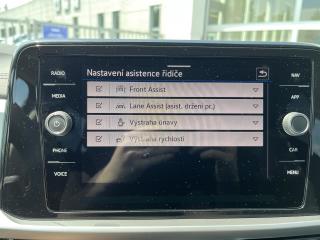 Nastavení asistence řidiče
RADIO
MEDIA
PHONE
VOICE
Front Assist
Lane Assist (asist. držení pr.)
Výstraha únavy
Výstraha rychlosti
NAV
APP
CAR
MENU